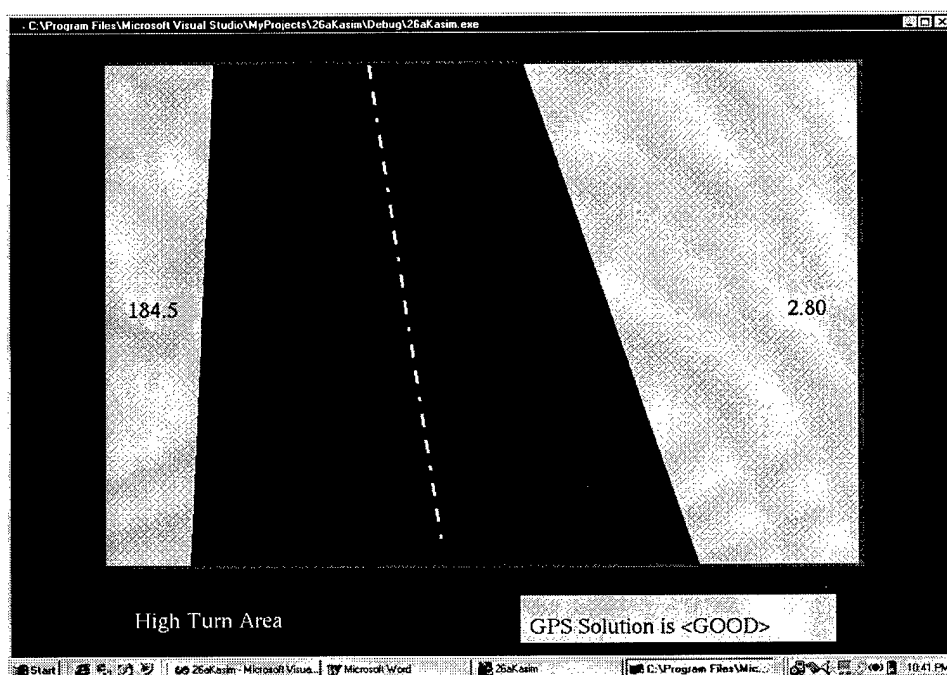 C:\Program Files\Microsoft Visual Studio\MyProjects\26aKasim\Debug\26aKasim.exe
184.5
2.80
High Turn Area
GPS Solution is <GOOD>
Start 26aKasim - Microsoft Visua... Microsoft Word 26aKasim C:\Program Files\Mic... 10:41 PM